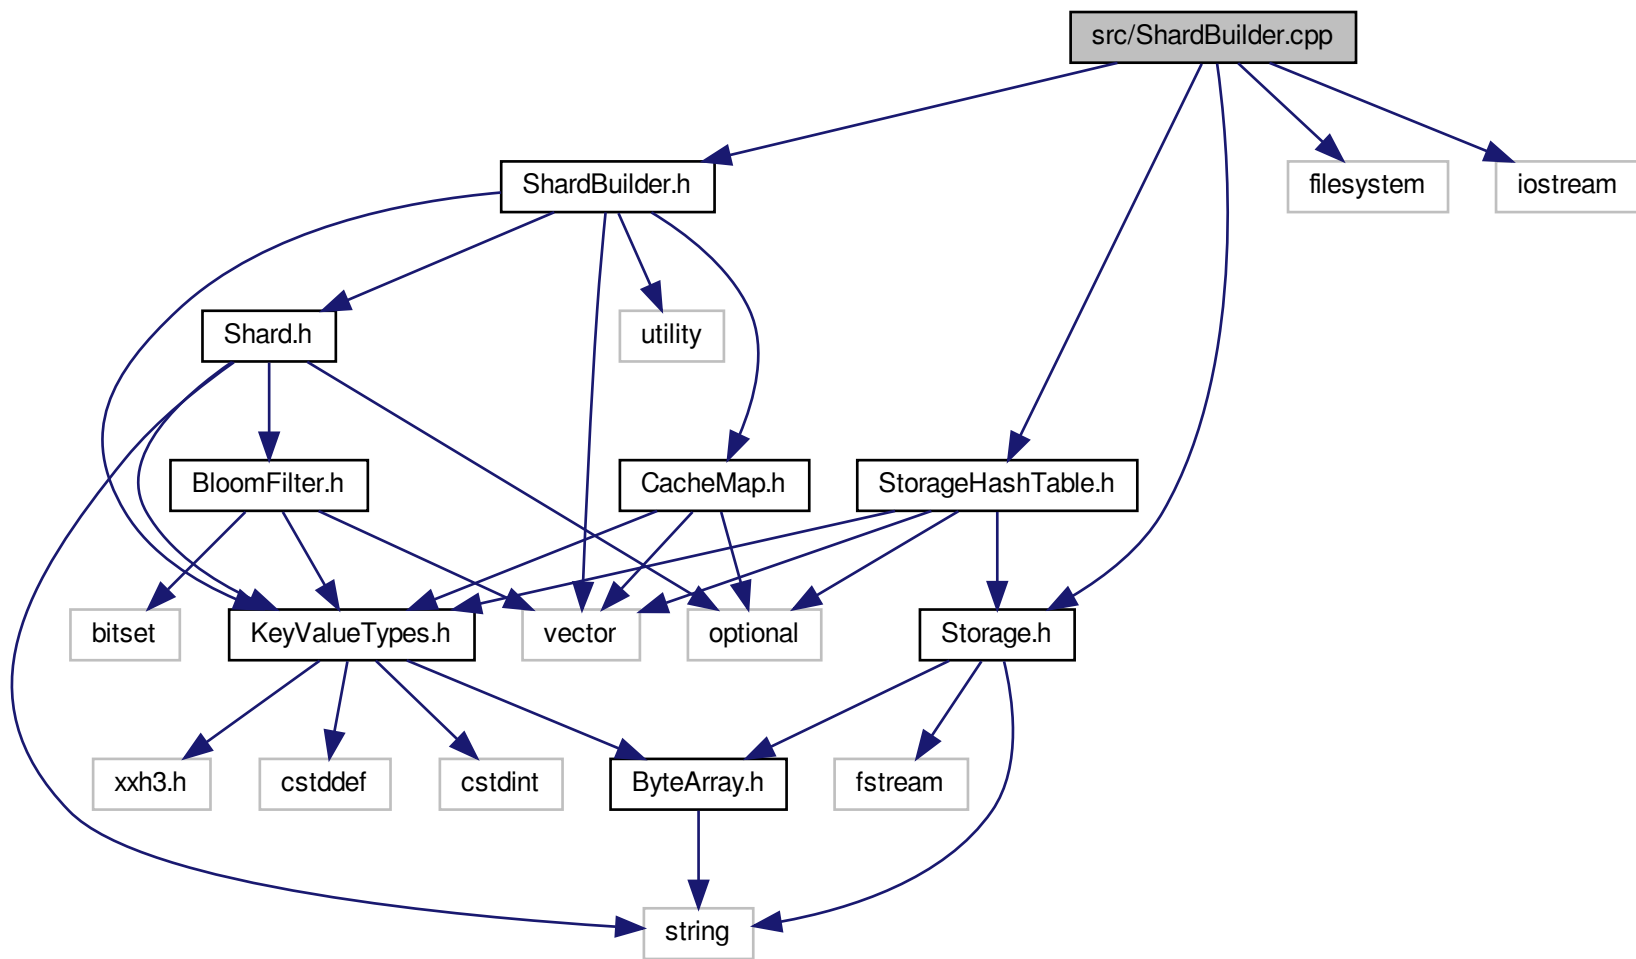 src/ShardBuilder.cpp
ShardBuilder.h
filesystem
iostream
Shard.h
utility
BloomFilter.h
CacheMap.h
StorageHashTable.h
bitset
KeyValueTypes.h
vector
optional
Storage.h
xxh3.h
cstddef
cstdint
ByteArray.h
fstream
string